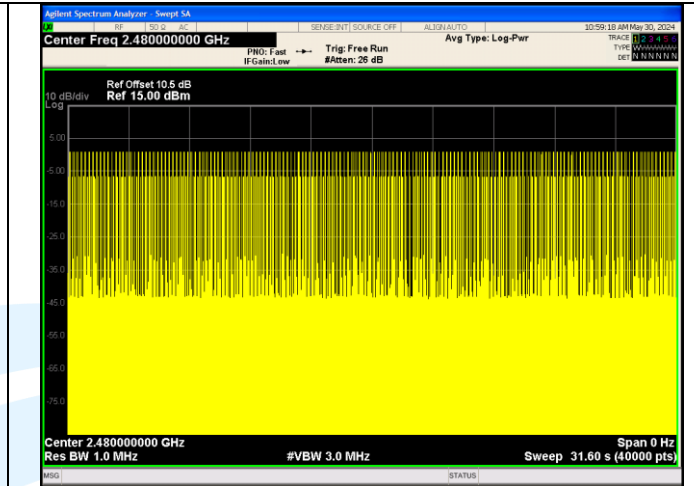 Agilent Spectrum Analyzer - Swept SA
RF 50 Ω AC SENSE:INT SOURCE OFF ALIGNAUTO 10:59:18 AM May 30, 2024
Center Freq 2.480000000 GHz Avg Type: Log-Pwr TRACE 1 2 3 4 5 6
PNO: Fast Trig: Free Run TYPE W
IFGain:Low #Atten: 26 dB DET N N N N N N
Ref Offset 10.5 dB
10 dB/div Ref 15.00 dBm
Log
5.00
-5.00
-15.0
-25.0
-35.0
-45.0
-55.0
-65.0
-75.0
Center 2.480000000 GHz Span 0 Hz
Res BW 1.0 MHz #VBW 3.0 MHz Sweep 31.60 s (40000 pts)
MSG STATUS